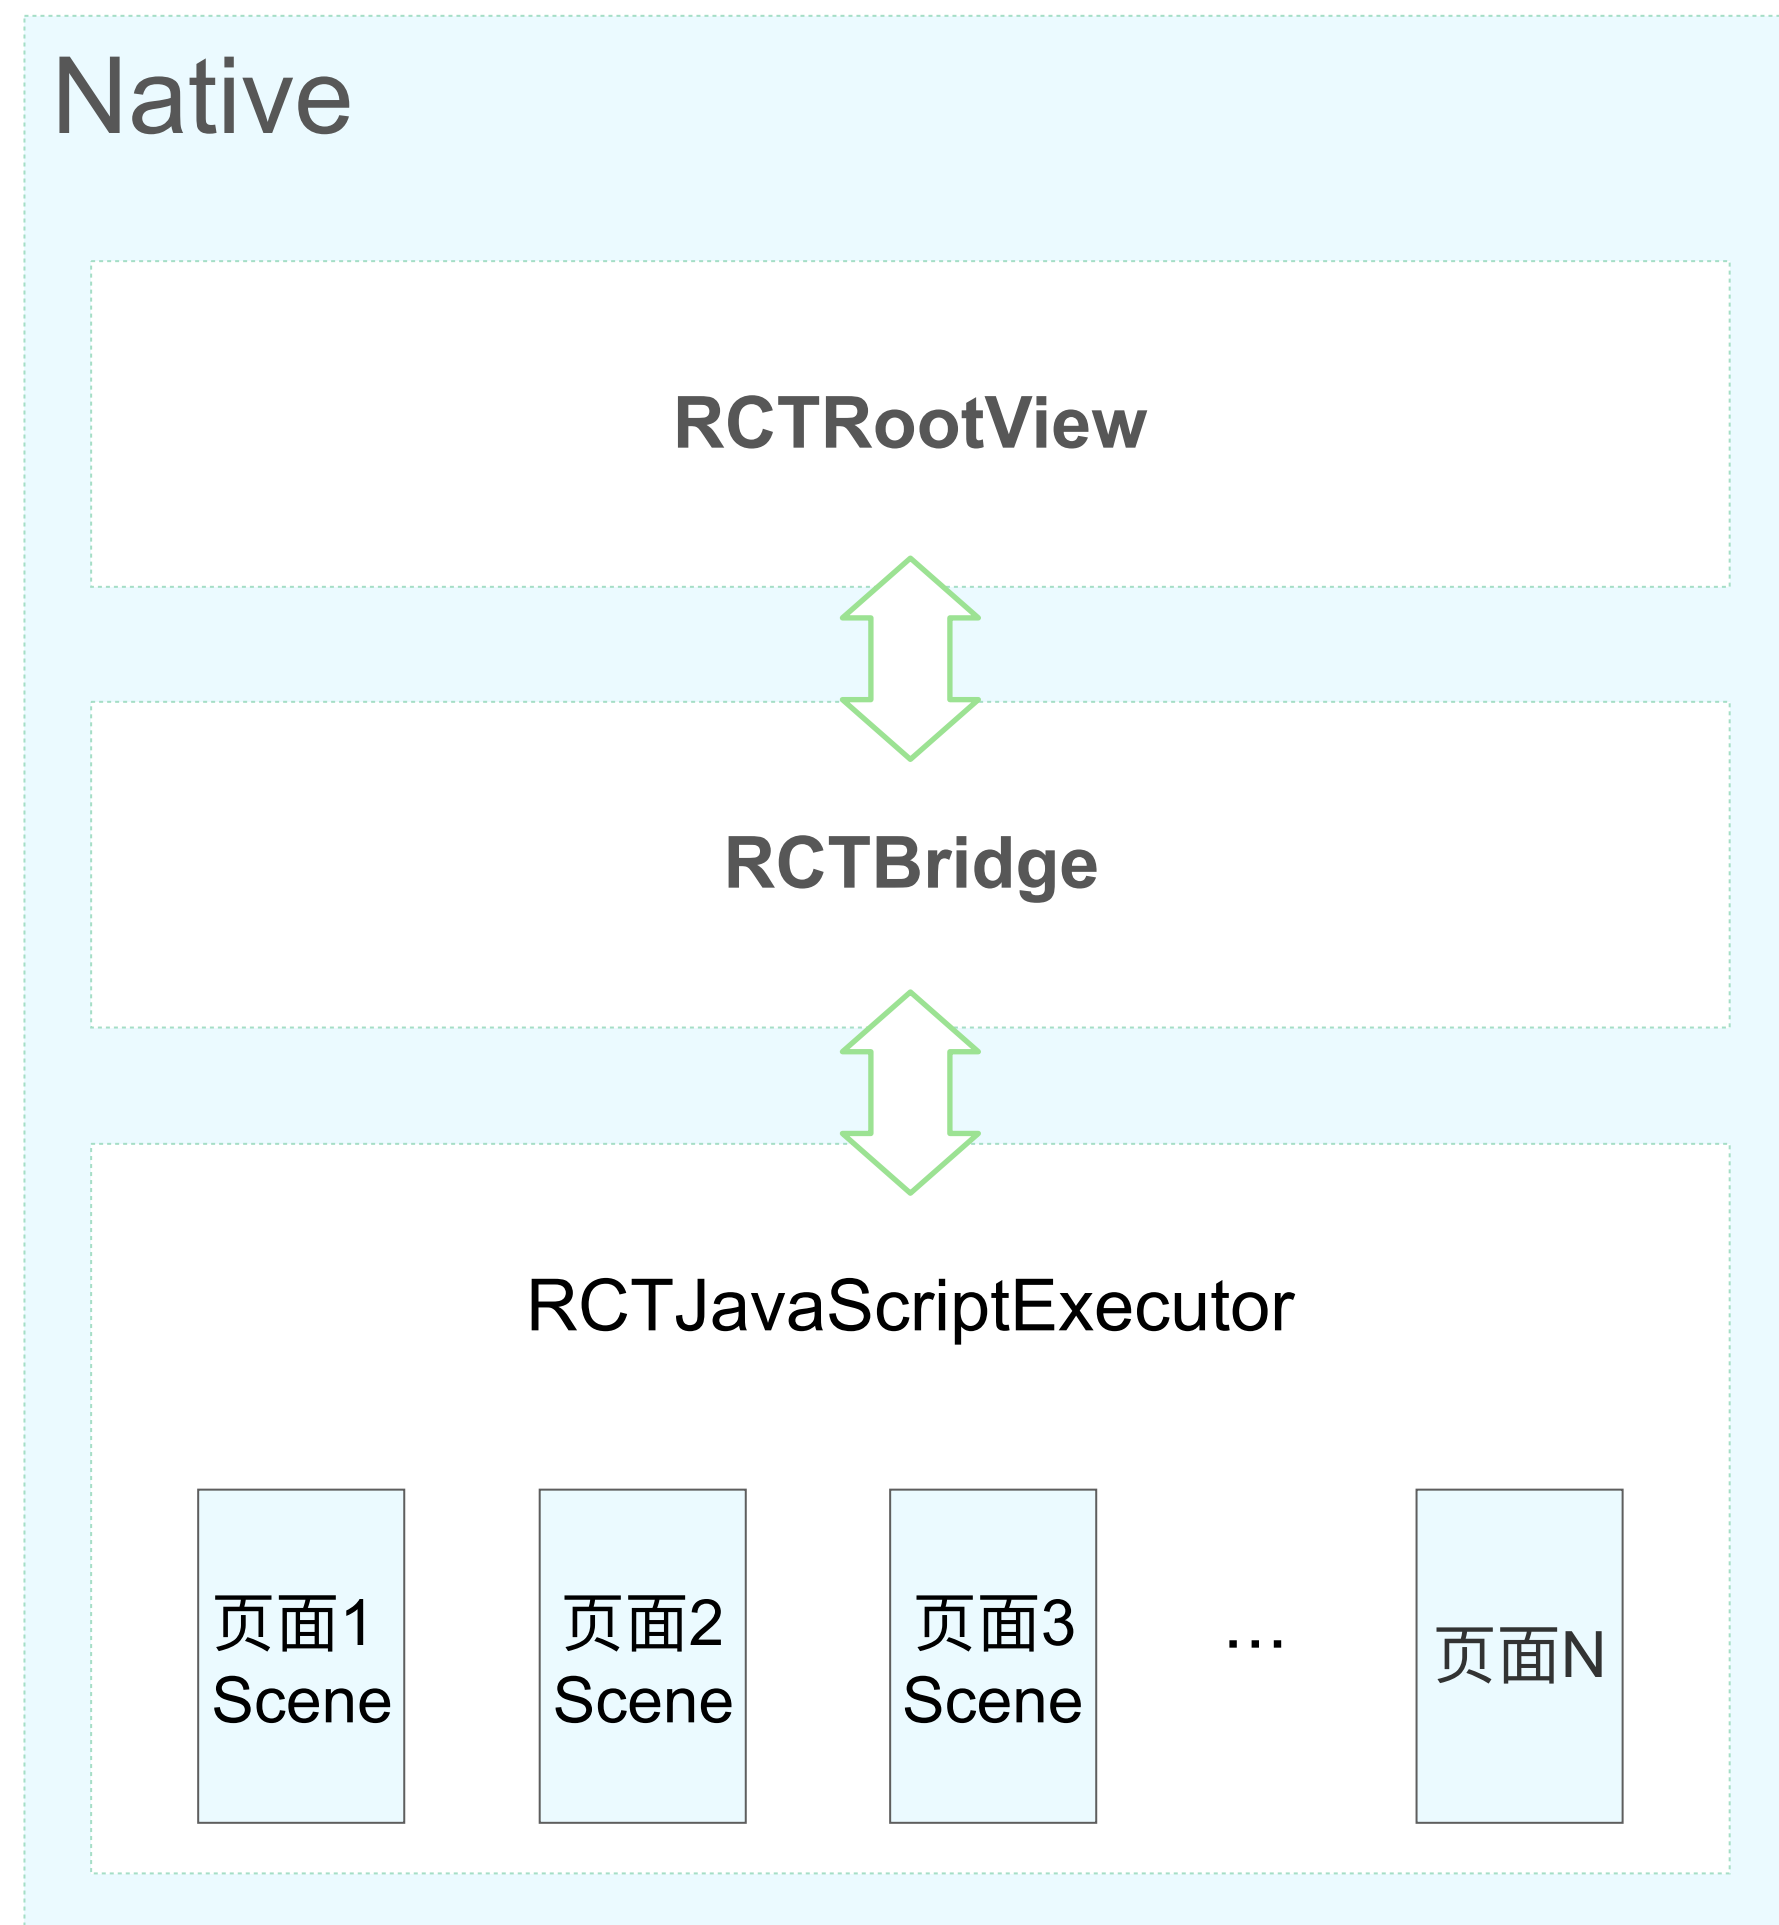 Native
RCTRootView
RCTBridge
RCTJavaScriptExecutor
页面1
Scene
页面2
Scene
页面3
Scene
...
页面N